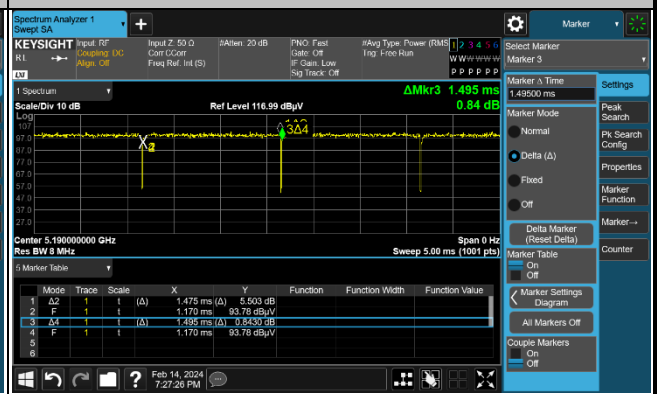 Spectrum Analyzer 1
Swept SA
+
Marker
KEYSIGHT
RL
LXI
Input: RF
Coupling: DC
Align: Off
Input Z: 50 Ω
Corr CCorr
Freq Ref: Int (S)
#Atten: 20 dB
PNO: Fast
Gate: Off
IF Gain: Low
Sig Track: Off
#Avg Type: Power (RMS
Trig: Free Run
1 2 3 4 5 6
W W W W W W
P P P P P P
Select Marker
Marker 3
1 Spectrum
ΔMkr3 1.495 ms
0.84 dB
Scale/Div 10 dB
Ref Level 116.99 dBµV
Log
107
97.0
87.0
77.0
67.0
57.0
47.0
37.0
27.0
3Δ4
Center 5.190000000 GHz
Res BW 8 MHz
Span 0 Hz
Sweep 5.00 ms (1001 pts)
Marker Δ Time
1.49500 ms
Marker Mode
Normal
Delta (Δ)
Fixed
Off
Delta Marker
(Reset Delta)
Marker Table
On
Off
Marker Settings
Diagram
All Markers Off
Couple Markers
On
Off
Settings
Peak
Search
Pk Search
Config
Properties
Marker
Function
Marker→
Counter
5 Marker Table
Mode Trace Scale X Y Function Function Width Function Value
1 Δ2 1 t (Δ) 1.475 ms (Δ) 5.503 dB
2 F 1 t 1.170 ms 93.78 dBµV
3 Δ4 1 t (Δ) 1.495 ms (Δ) 0.8430 dB
4 F 1 t 1.170 ms 93.78 dBµV
5
6
?
Feb 14, 2024
7:27:26 PM